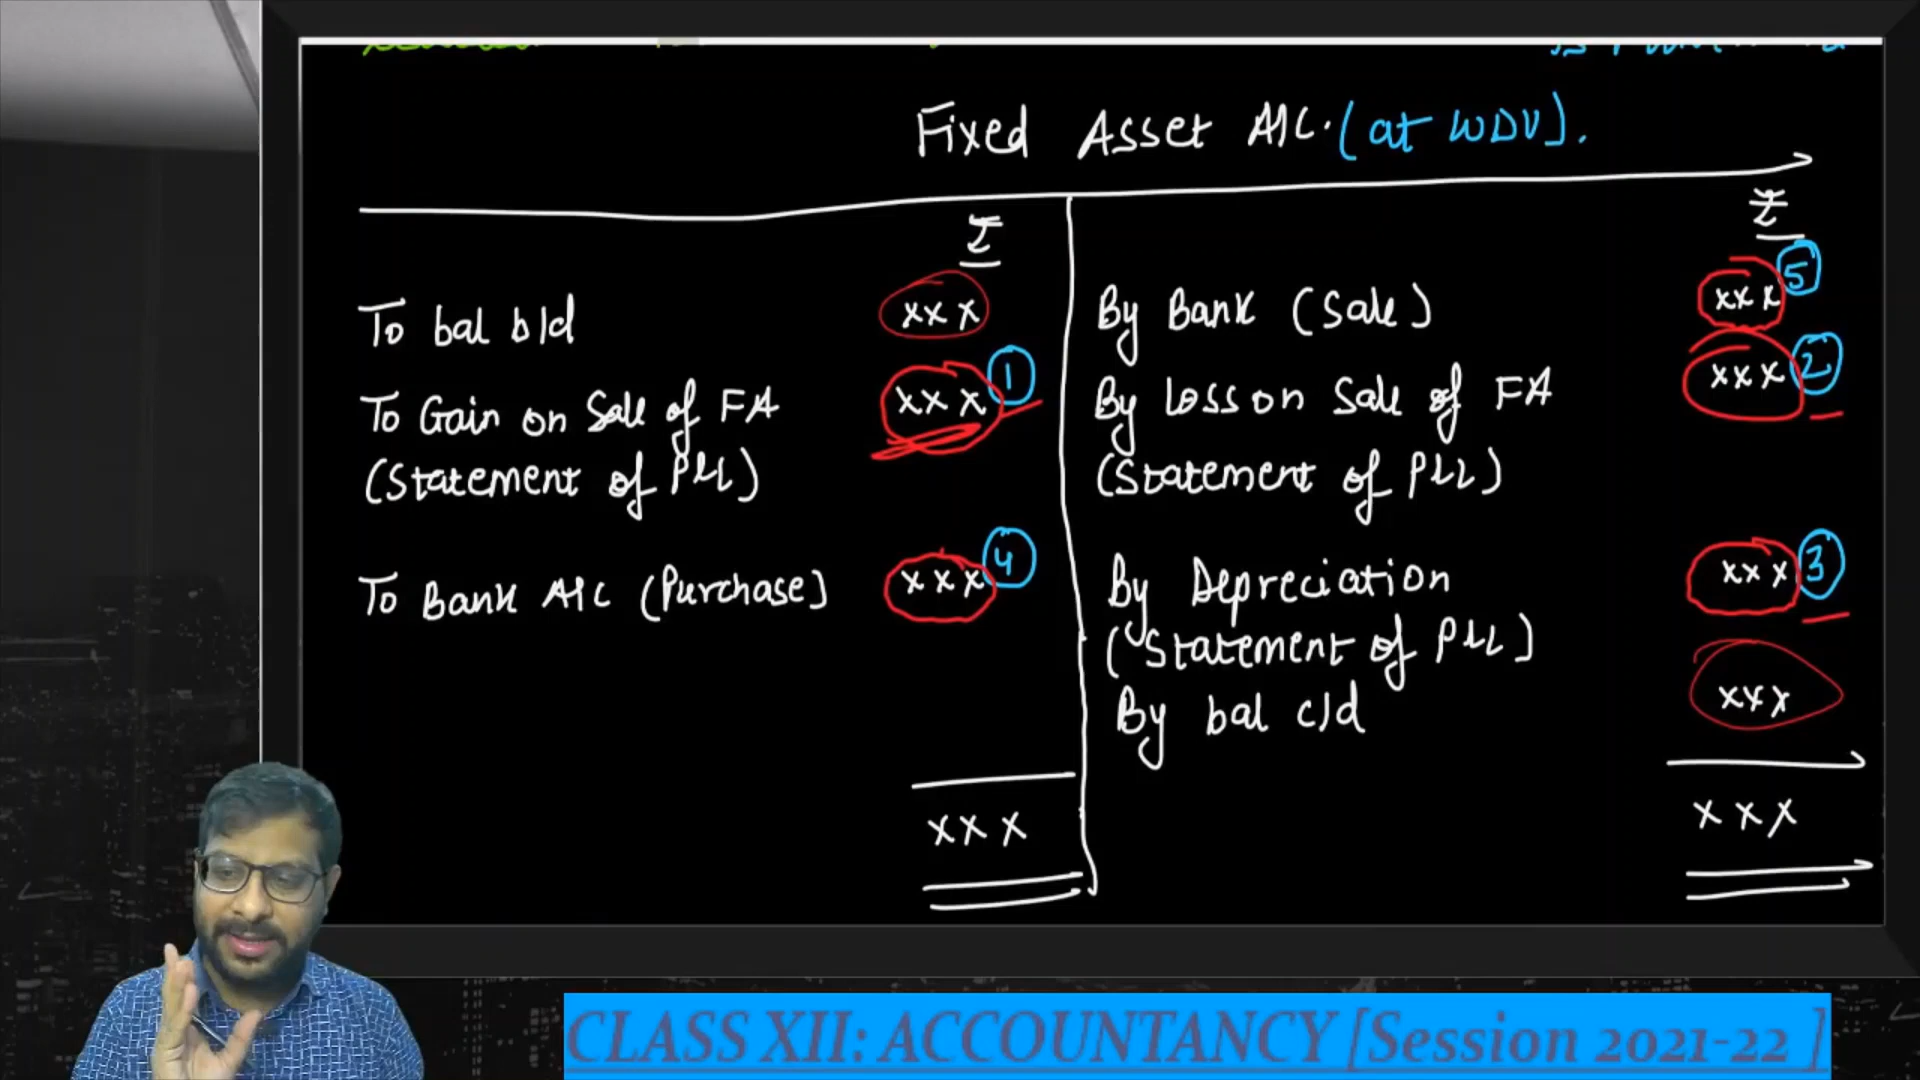 Fixed Asset A/C. (at WDV).
₹ ₹
To bal b/d xxx By Bank (Sale) xxx 5
To Gain on Sale of FA xxx 1 By Loss on Sale of FA xxx 2
(Statement of P&L) (Statement of P&L)
To Bank A/C (Purchase) xxx 4 By Depreciation xxx 3
(Statement of P&L)
By bal c/d xxx
xxx xxx
CLASS XII: ACCOUNTANCY [Session 2021-22 ]